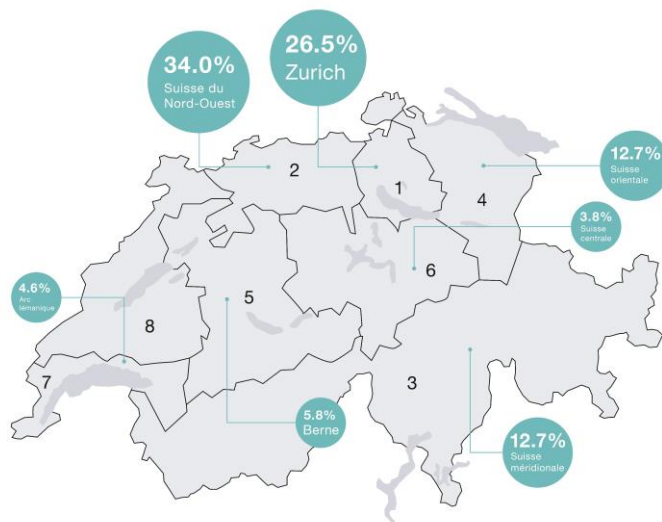 34.0%
Suisse du
Nord-Ouest
26.5%
Zurich
12.7%
Suisse
orientale
3.8%
Suisse
centrale
4.6%
Arc
lémanique
5.8%
Berne
12.7%
Suisse
méridionale
1
2
3
4
5
6
7
8